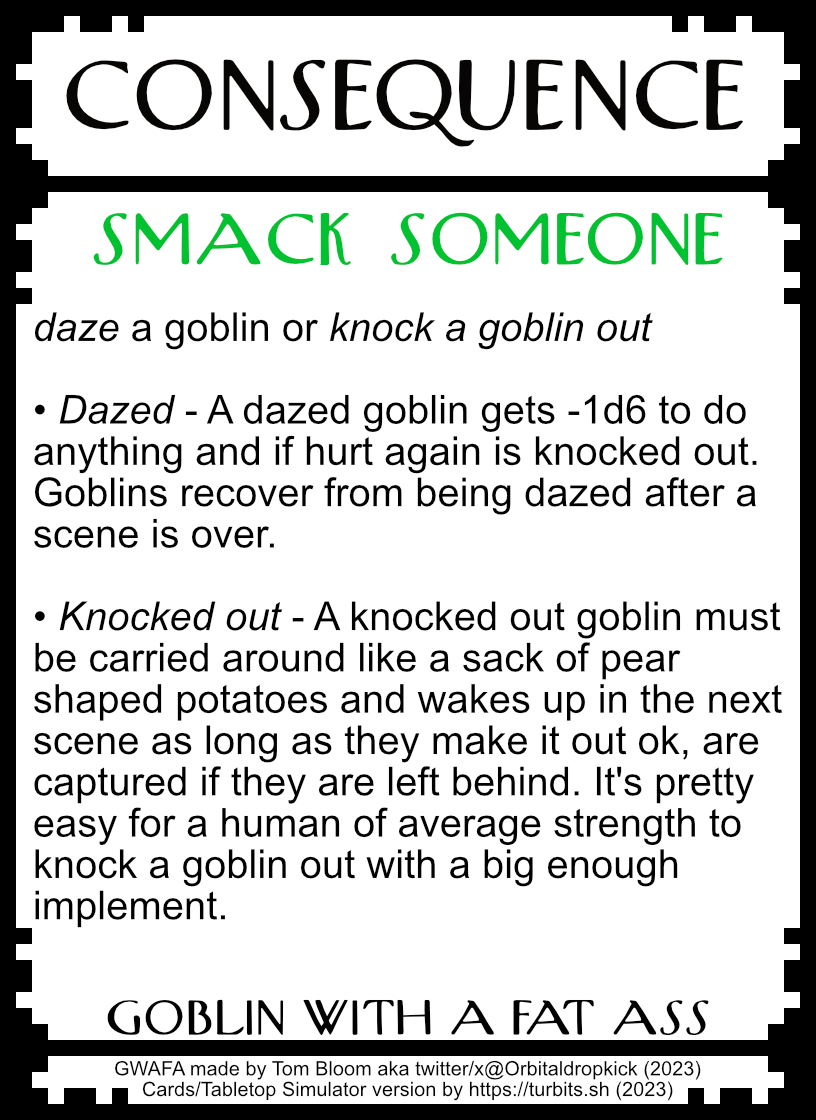 CONSEQUENCE
SMACK SOMEONE
daze a goblin or knock a goblin out
• Dazed - A dazed goblin gets -1d6 to do
anything and if hurt again is knocked out.
Goblins recover from being dazed after a
scene is over.
• Knocked out - A knocked out goblin must
be carried around like a sack of pear
shaped potatoes and wakes up in the next
scene as long as they make it out ok, are
captured if they are left behind. It's pretty
easy for a human of average strength to
knock a goblin out with a big enough
implement.
GOBLIN WITH A FAT ASS
GWAFA made by Tom Bloom aka twitter/x@Orbitaldropkick (2023)
Cards/Tabletop Simulator version by https://turbits.sh (2023)